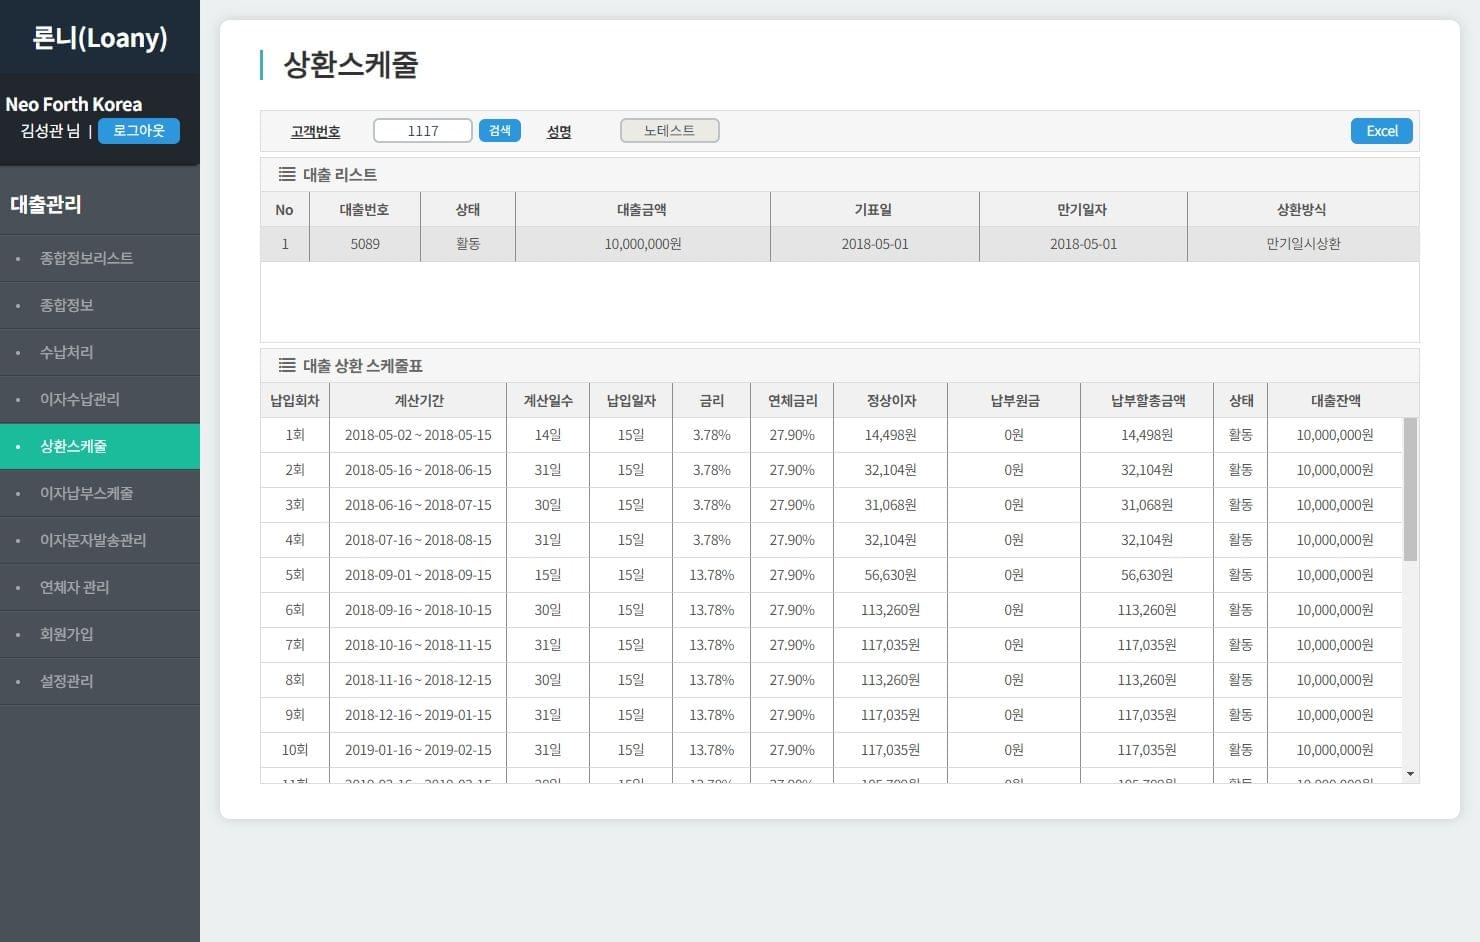 론니(Loany)
Neo Forth Korea
김성관 님 | 로그아웃
대출관리
종합정보리스트
종합정보
수납처리
이자수납관리
상환스케줄
이자납부스케줄
이자문자발송관리
연체자 관리
회원가입
설정관리
상환스케줄
고객번호 1117 검색 성명 노테스트 Excel
대출 리스트
No 대출번호 상태 대출금액 기표일 만기일자 상환방식
1 5089 활동 10,000,000원 2018-05-01 2018-05-01 만기일시상환
대출 상환 스케줄표
납입회차 계산기간 계산일수 납입일자 금리 연체금리 정상이자 납부원금 납부할총금액 상태 대출잔액
1회 2018-05-02 ~ 2018-05-15 14일 15일 3.78% 27.90% 14,498원 0원 14,498원 활동 10,000,000원
2회 2018-05-16 ~ 2018-06-15 31일 15일 3.78% 27.90% 32,104원 0원 32,104원 활동 10,000,000원
3회 2018-06-16 ~ 2018-07-15 30일 15일 3.78% 27.90% 31,068원 0원 31,068원 활동 10,000,000원
4회 2018-07-16 ~ 2018-08-15 31일 15일 3.78% 27.90% 32,104원 0원 32,104원 활동 10,000,000원
5회 2018-09-01 ~ 2018-09-15 15일 15일 13.78% 27.90% 56,630원 0원 56,630원 활동 10,000,000원
6회 2018-09-16 ~ 2018-10-15 30일 15일 13.78% 27.90% 113,260원 0원 113,260원 활동 10,000,000원
7회 2018-10-16 ~ 2018-11-15 31일 15일 13.78% 27.90% 117,035원 0원 117,035원 활동 10,000,000원
8회 2018-11-16 ~ 2018-12-15 30일 15일 13.78% 27.90% 113,260원 0원 113,260원 활동 10,000,000원
9회 2018-12-16 ~ 2019-01-15 31일 15일 13.78% 27.90% 117,035원 0원 117,035원 활동 10,000,000원
10회 2019-01-16 ~ 2019-02-15 31일 15일 13.78% 27.90% 117,035원 0원 117,035원 활동 10,000,000원